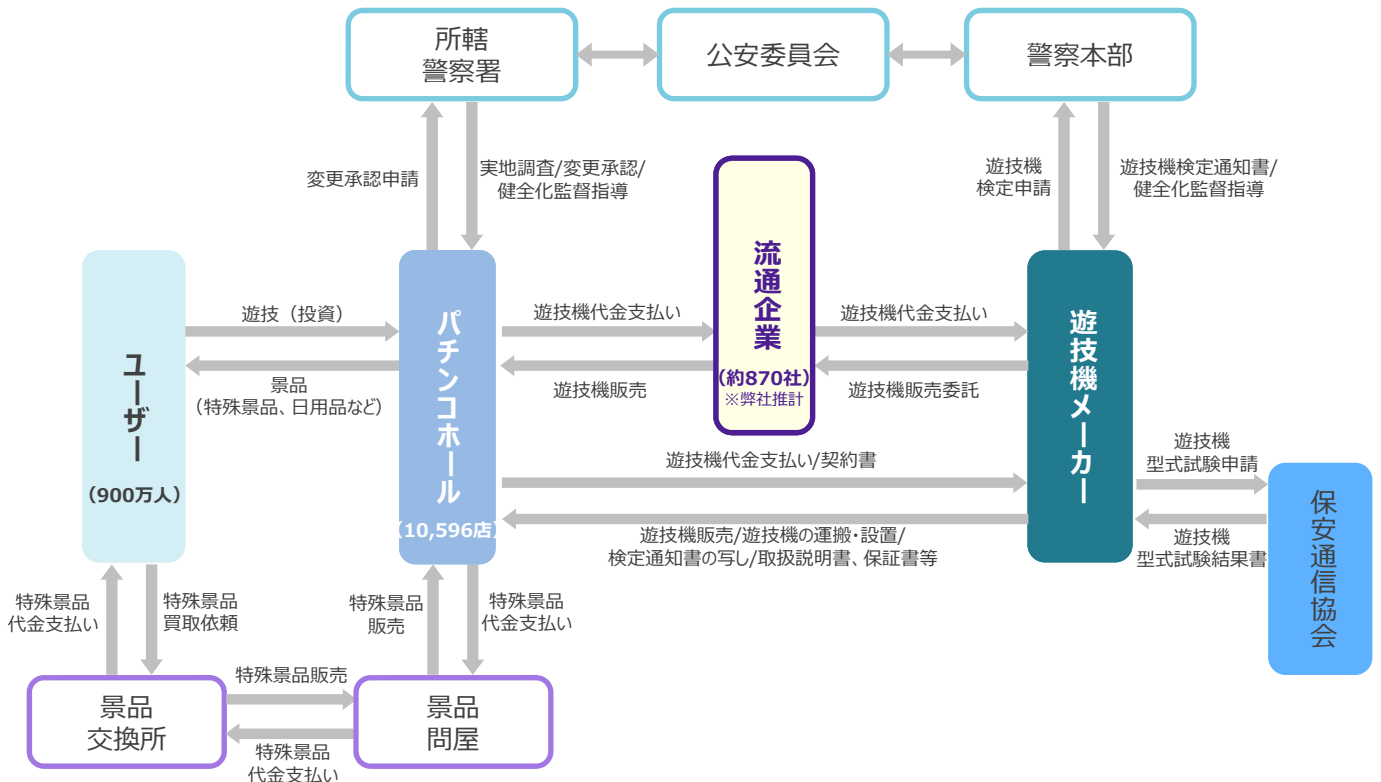 所轄
警察署
公安委員会
警察本部
変更承認申請
実地調査/変更承認/
健全化監督指導
遊技機
検定申請
遊技機検定通知書/
健全化監督指導
ユーザー
(900万人)
遊技（投資）
景品
(特殊景品、日用品など)
パチンコホール
(10,596店)
遊技機代金支払い
遊技機販売
流通企業
(約870社)
※弊社推計
遊技機代金支払い
遊技機販売委託
遊技機メーカー
遊技機代金支払い/契約書
遊技機販売/遊技機の運搬・設置/
検定通知書の写し/取扱説明書、保証書等
遊技機
型式試験申請
遊技機
型式試験結果書
保安通信協会
特殊景品
代金支払い
特殊景品
買取依頼
特殊景品
販売
特殊景品
代金支払い
景品
交換所
特殊景品販売
特殊景品
代金支払い
景品
問屋